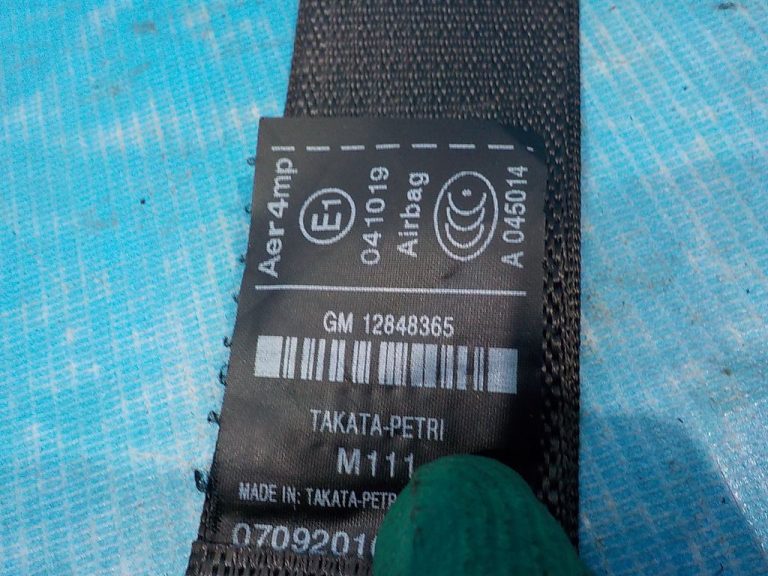 Aer4mp
E1
041019
Airbag
CCC
A 045014
GM 12848365
TAKATA-PETRI
M111
MADE IN: TAKATA-PETR
0709201